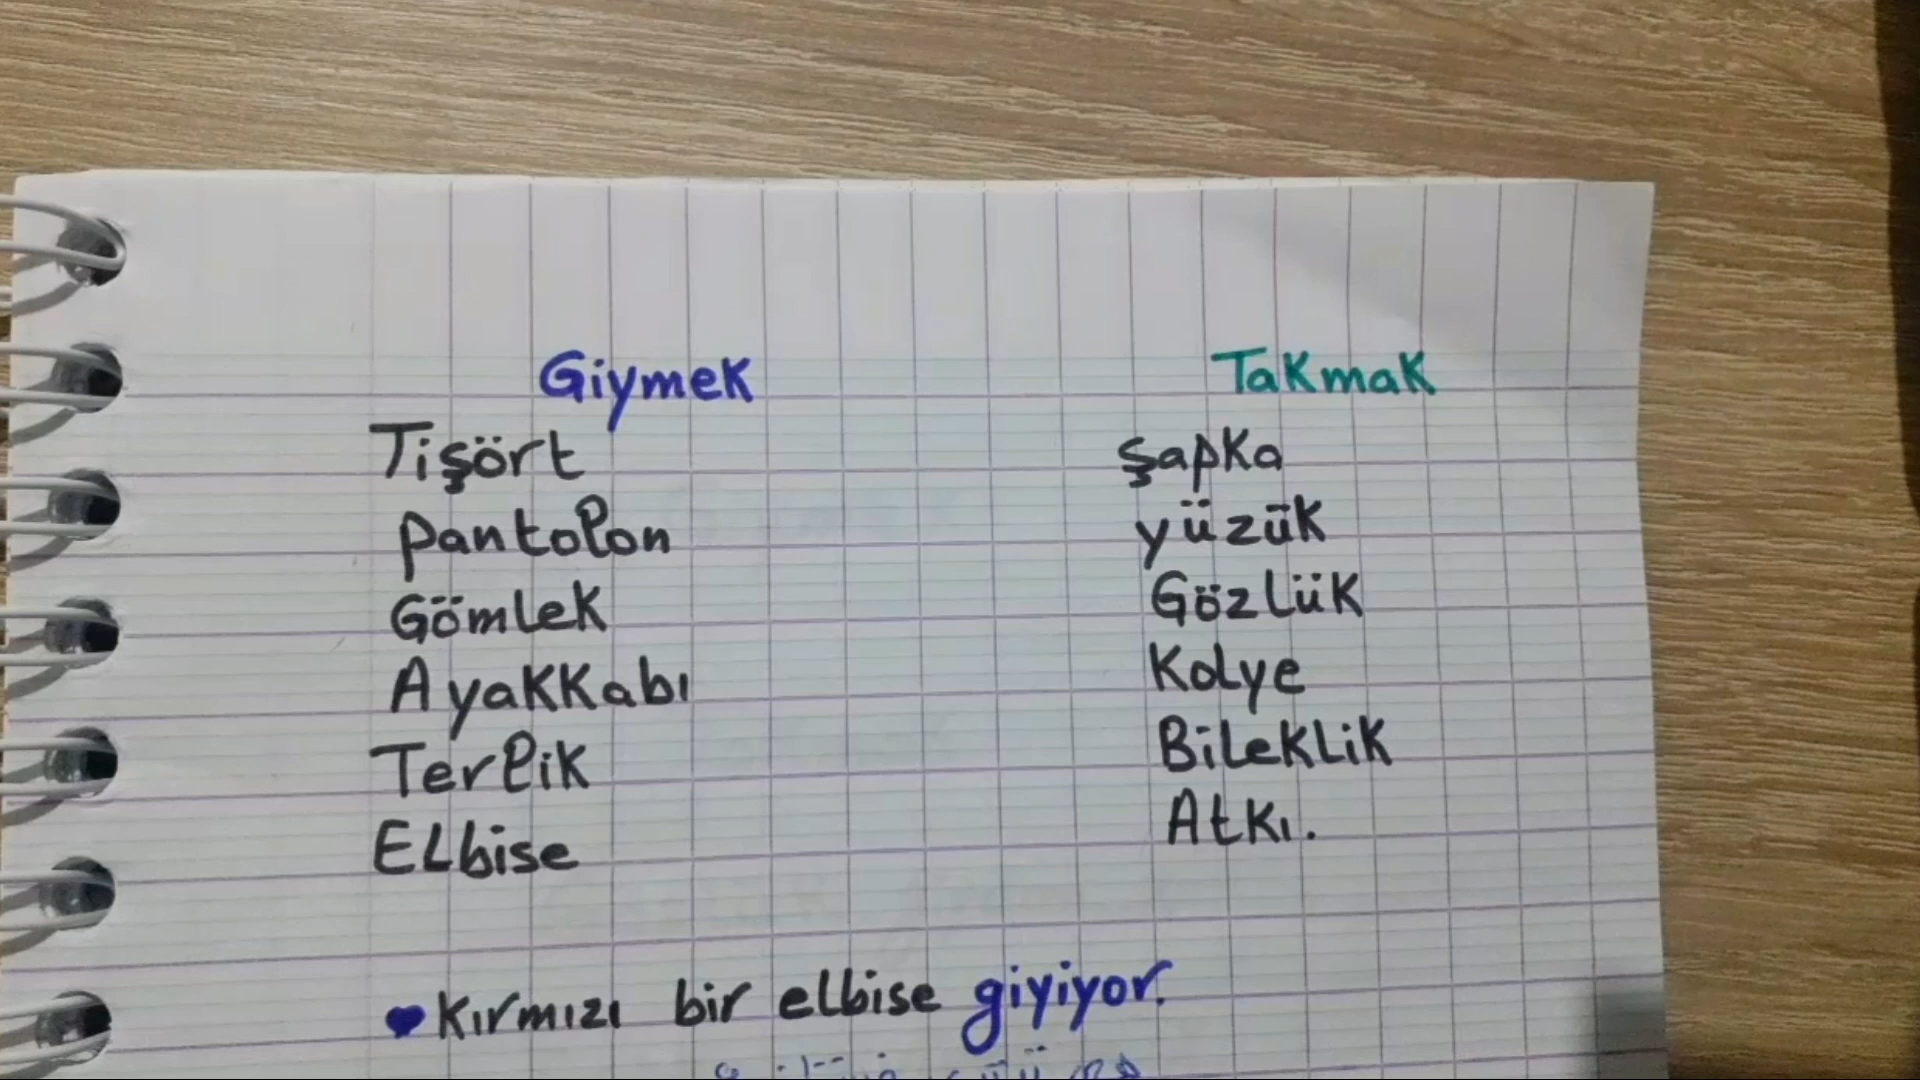 Giymek Takmak
Tişört şapka
pantolon yüzük
Gömlek Gözlük
Ayakkabı Kolye
Terlik Bileklik
Elbise Atkı.
Kırmızı bir elbise giyiyor.